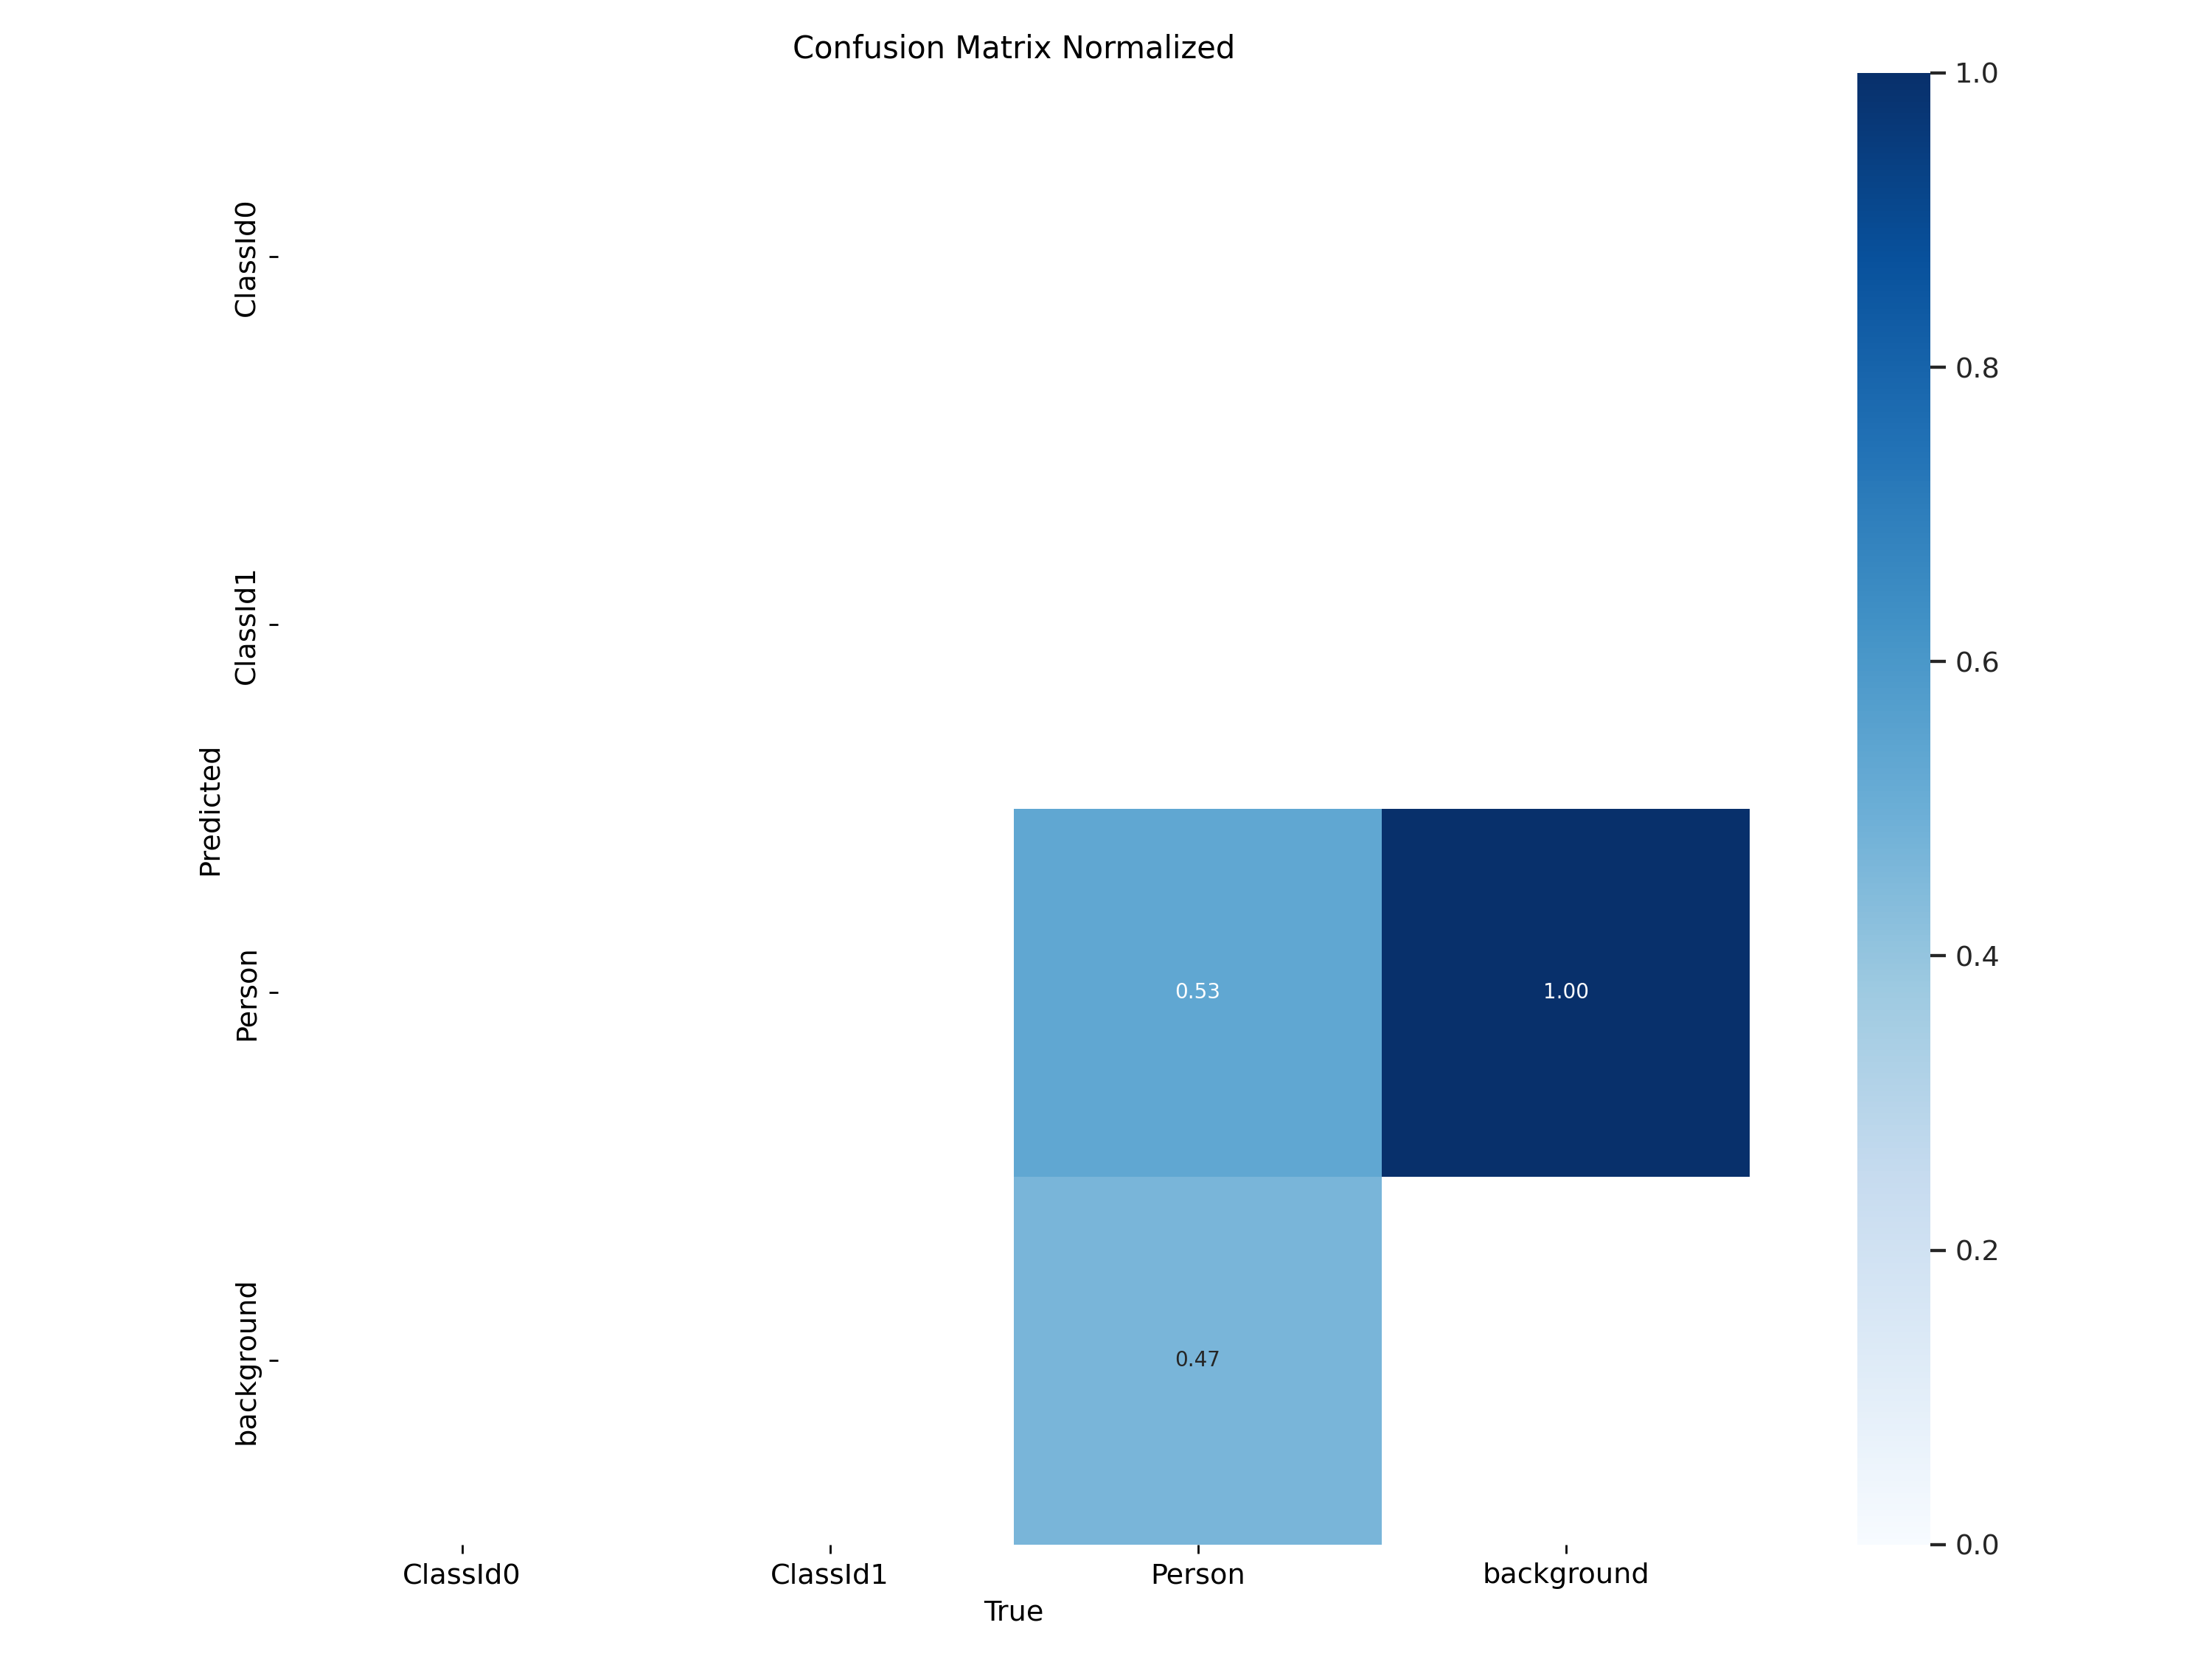 Confusion Matrix Normalized
1.0
0.8
0.6
0.4
0.2
0.0
Predicted
ClassId0
ClassId1
Person
background
0.53
1.00
0.47
ClassId0
ClassId1
Person
background
True